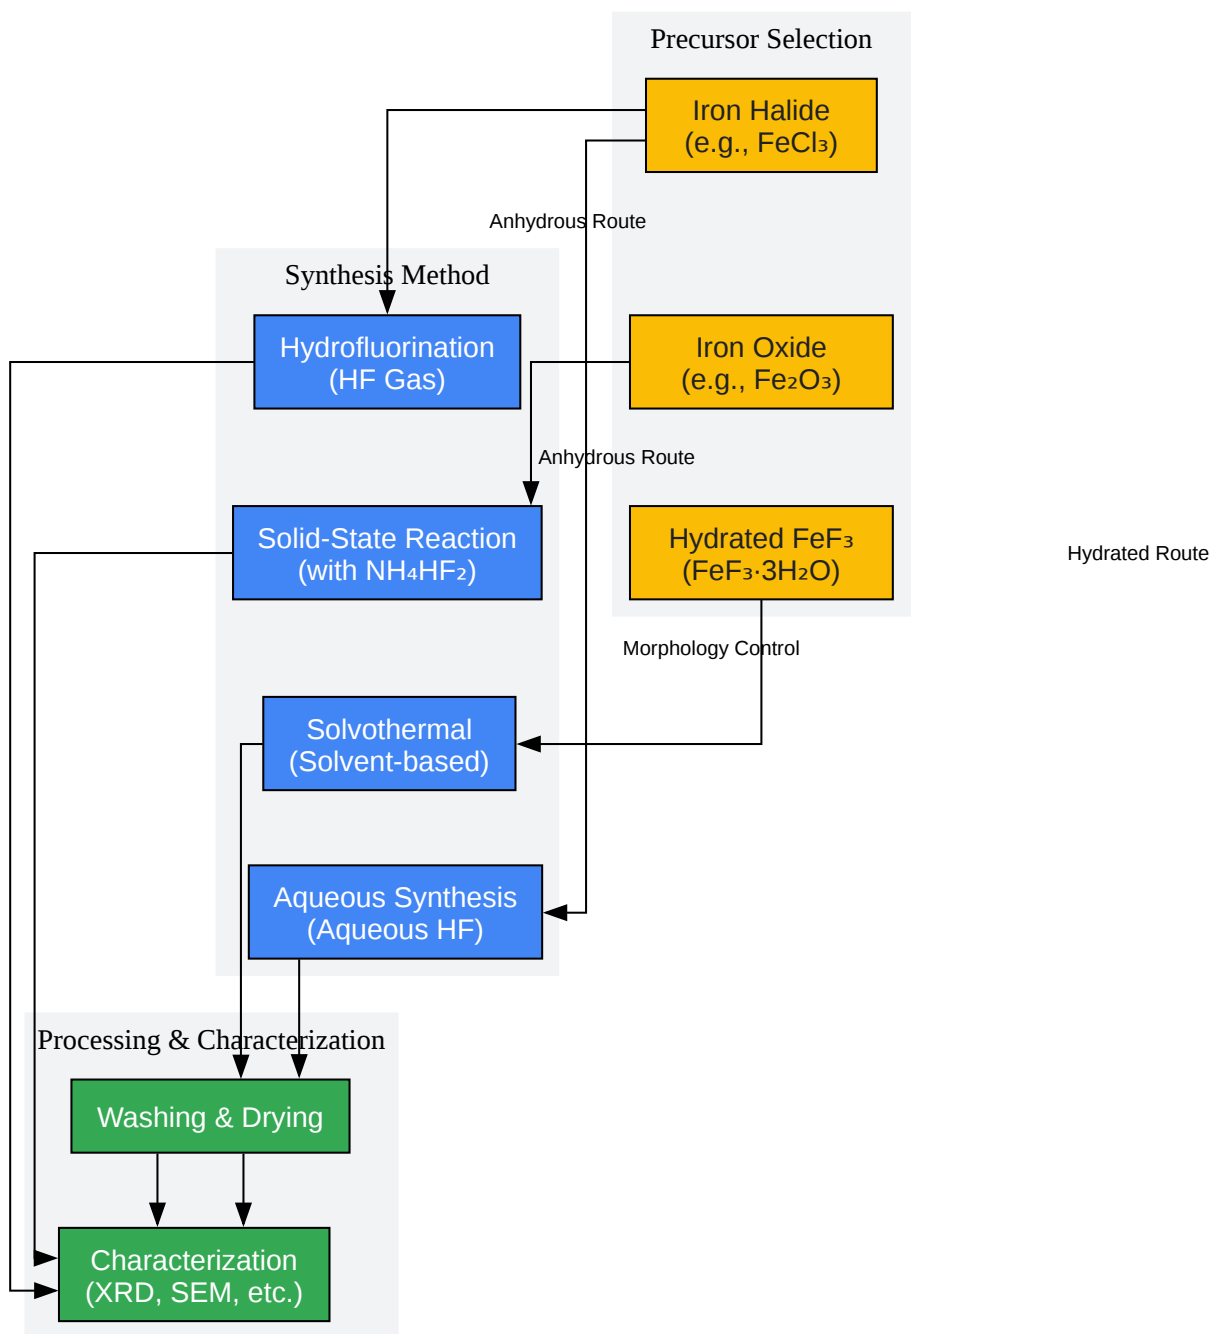 Precursor Selection
Iron Halide
(e.g., FeCl₃)
Anhydrous Route
Synthesis Method
Hydrofluorination
(HF Gas)
Iron Oxide
(e.g., Fe₂O₃)
Anhydrous Route
Solid-State Reaction
(with NH₄HF₂)
Hydrated FeF₃
(FeF₃·3H₂O)
Hydrated Route
Morphology Control
Solvothermal
(Solvent-based)
Aqueous Synthesis
(Aqueous HF)
Processing & Characterization
Washing & Drying
Characterization
(XRD, SEM, etc.)